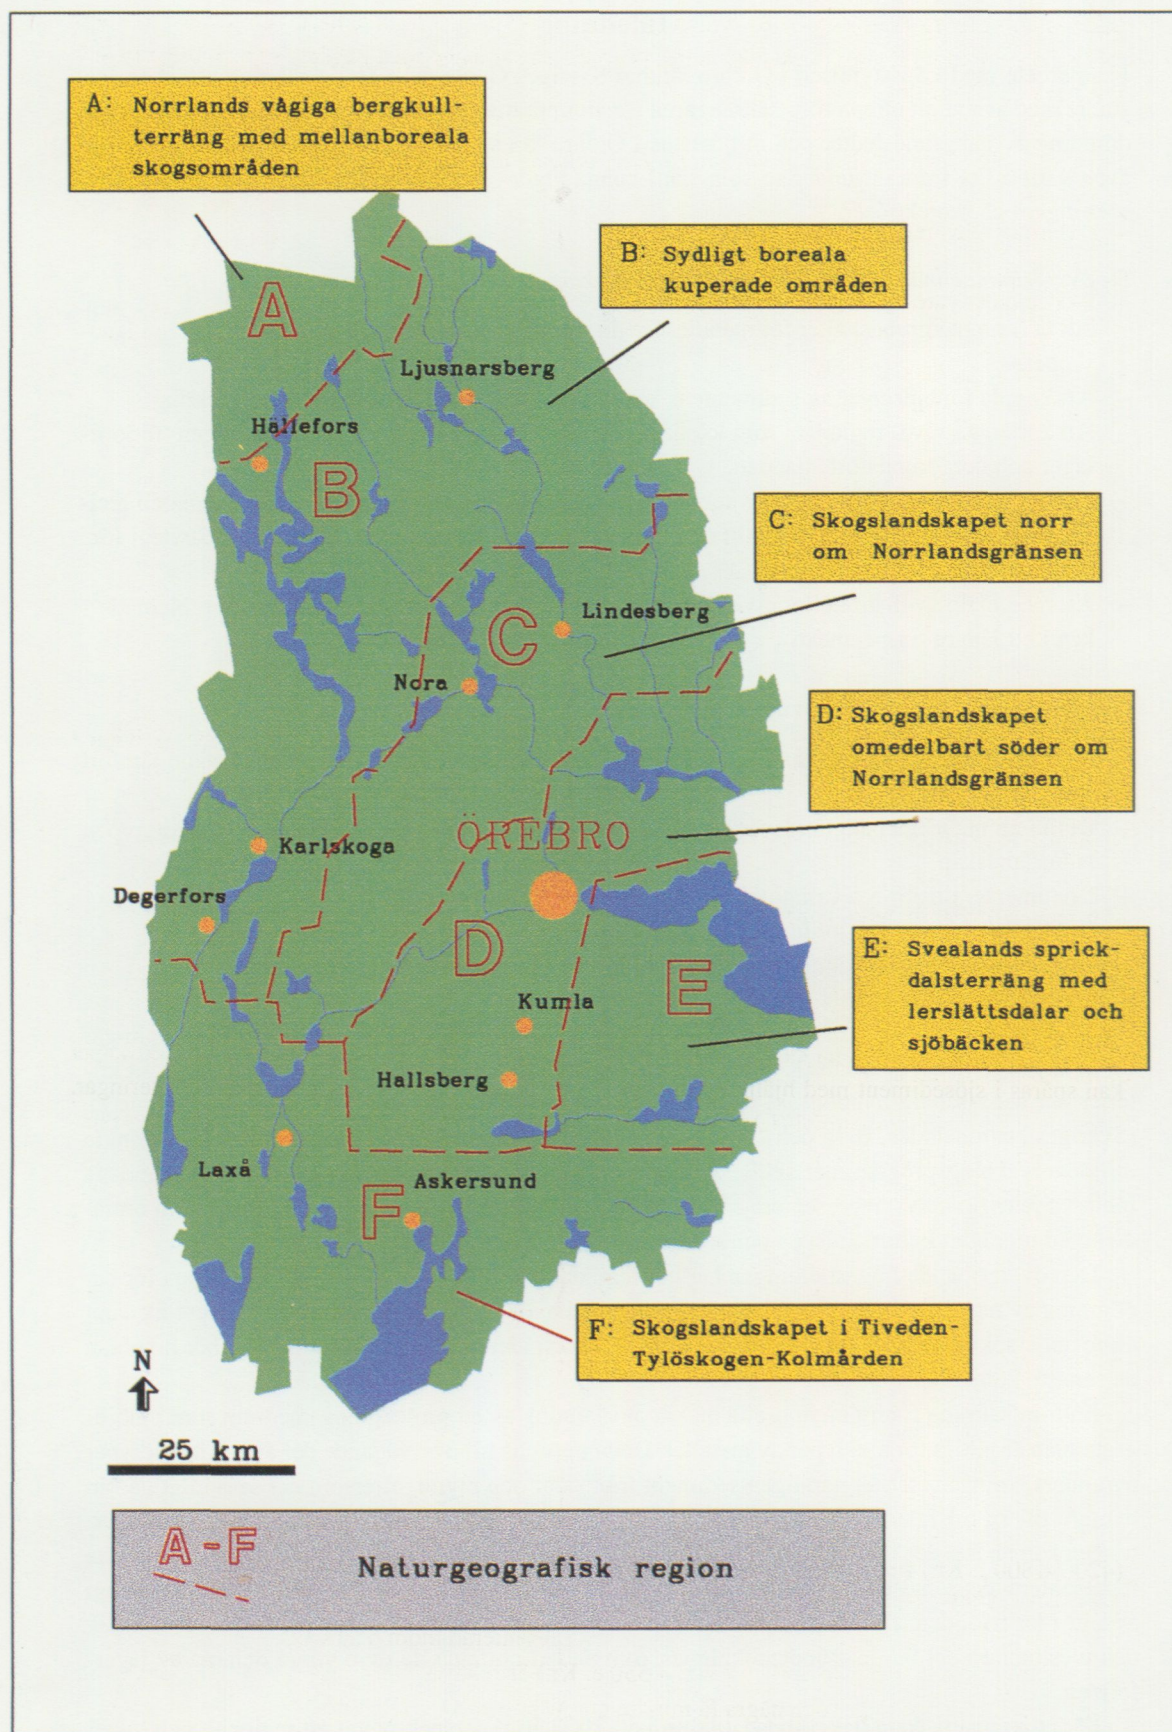 A: Norrlands vågiga bergkull-
terräng med mellanboreala
skogsområden
B: Sydligt boreala
kuperade områden
A
Ljusnarsberg
Hällefors
B
C: Skogslandskapet norr
om Norrlandsgränsen
C
Lindesberg
Nora
D: Skogslandskapet
omedelbart söder om
Norrlandsgränsen
ÖREBRO
Karlskoga
Degerfors
D
E
E: Svealands sprick-
dalsterräng med
lerslättsdalar och
sjöbäcken
Kumla
Hallsberg
Laxå
Askersund
F
F: Skogslandskapet i Tiveden-
Tylöskogen-Kolmården
N
25 km
A-F
Naturgeografisk region